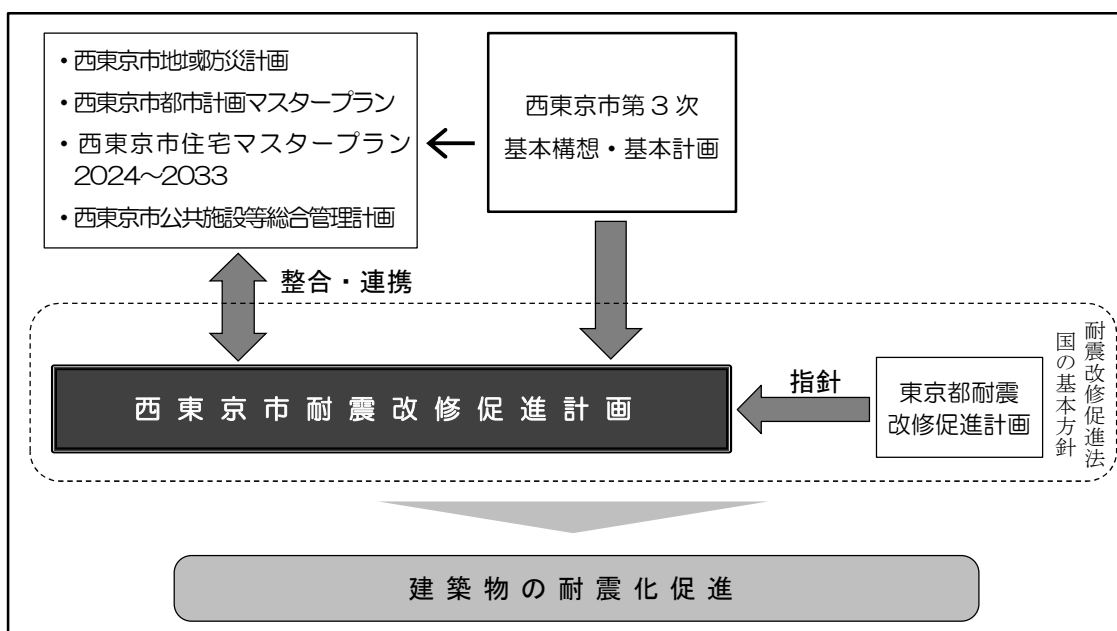 ・西東京市地域防災計画
・西東京市都市計画マスタープラン
・西東京市住宅マスタープラン
2024～2033
・西東京市公共施設等総合管理計画
西東京市第３次
基本構想・基本計画
整合・連携
西東京市耐震改修促進計画
指針
東京都耐震
改修促進計画
耐震改修促進法
国の基本方針
建築物の耐震化促進